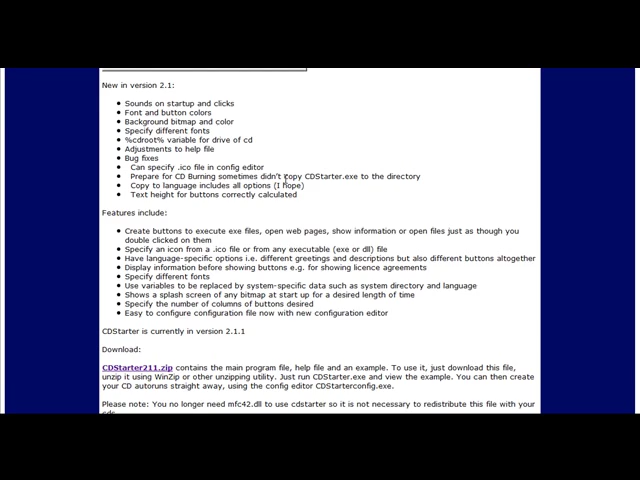 New in version 2.1:
Sounds on startup and clicks
Font and button colors
Background bitmap and color
Specify different fonts
%cdroot% variable for drive of cd
Adjustments to help file
Bug fixes
Can specify .ico file in config editor
Prepare for CD Burning sometimes didn't copy CDStarter.exe to the directory
Copy to language includes all options (I hope)
Text height for buttons correctly calculated
Features include:
Create buttons to execute exe files, open web pages, show information or open files just as though you
double clicked on them
Specify an icon from a .ico file or from any executable (exe or dll) file
Have language-specific options i.e. different greetings and descriptions but also different buttons altogether
Display information before showing buttons e.g. for showing licence agreements
Specify different fonts
Use variables to be replaced by system-specific data such as system directory and language
Shows a splash screen of any bitmap at start up for a desired length of time
Specify the number of columns of buttons desired
Easy to configure configuration file now with new configuration editor
CDStarter is currently in version 2.1.1
Download:
CDStarter211.zip contains the main program file, help file and an example. To use it, just download this file,
unzip it using WinZip or other unzipping utility. Just run CDStarter.exe and view the example. You can then create
your CD autoruns straight away, using the config editor CDStarterconfig.exe.
Please note: You no longer need mfc42.dll to use cdstarter so it is not necessary to redistribute this file with your